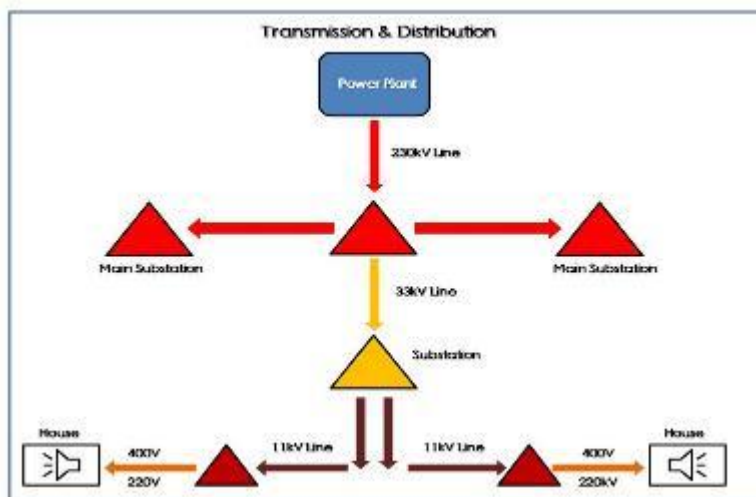 Transmission & Distribution
Power Plant
230kV Line
Main Substation
Main Substation
33kV Line
Substation
House
400V
220V
11kV Line
11kV Line
House
400V
220kV